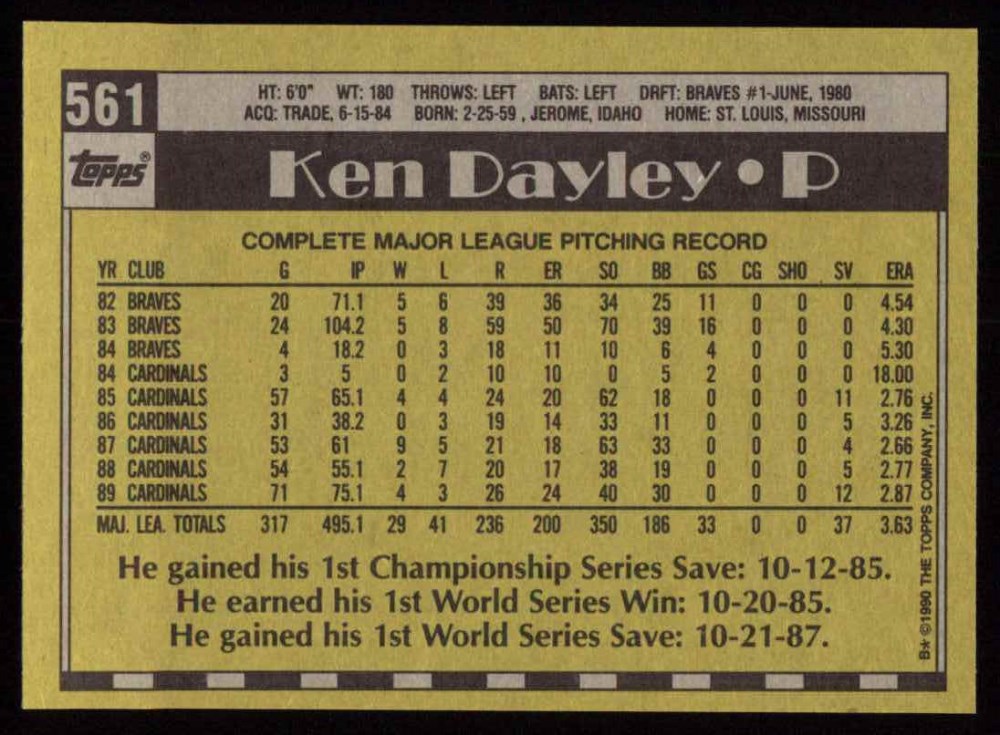 561
HT: 6'0" WT: 180 THROWS: LEFT BATS: LEFT DRFT: BRAVES #1-JUNE, 1980
ACQ: TRADE, 6-15-84 BORN: 2-25-59 , JEROME, IDAHO HOME: ST. LOUIS, MISSOURI
topps®
Ken Dayley • P
COMPLETE MAJOR LEAGUE PITCHING RECORD
YR CLUB G IP W L R ER SO BB GS CG SHO SV ERA
82 BRAVES 20 71.1 5 6 39 36 34 25 11 0 0 0 4.54
83 BRAVES 24 104.2 5 8 59 50 70 39 16 0 0 0 4.30
84 BRAVES 4 18.2 0 3 18 11 10 6 4 0 0 0 5.30
84 CARDINALS 3 5 0 2 10 10 0 5 2 0 0 0 18.00
85 CARDINALS 57 65.1 4 4 24 20 62 18 0 0 0 11 2.76
86 CARDINALS 31 38.2 0 3 19 14 33 11 0 0 0 5 3.26
87 CARDINALS 53 61 9 5 21 18 63 33 0 0 0 4 2.66
88 CARDINALS 54 55.1 2 7 20 17 38 19 0 0 0 5 2.77
89 CARDINALS 71 75.1 4 3 26 24 40 30 0 0 0 12 2.87
MAJ. LEA. TOTALS 317 495.1 29 41 236 200 350 186 33 0 0 37 3.63
He gained his 1st Championship Series Save: 10-12-85.
He earned his 1st World Series Win: 10-20-85.
He gained his 1st World Series Save: 10-21-87.
B* ©1990 THE TOPPS COMPANY, INC.